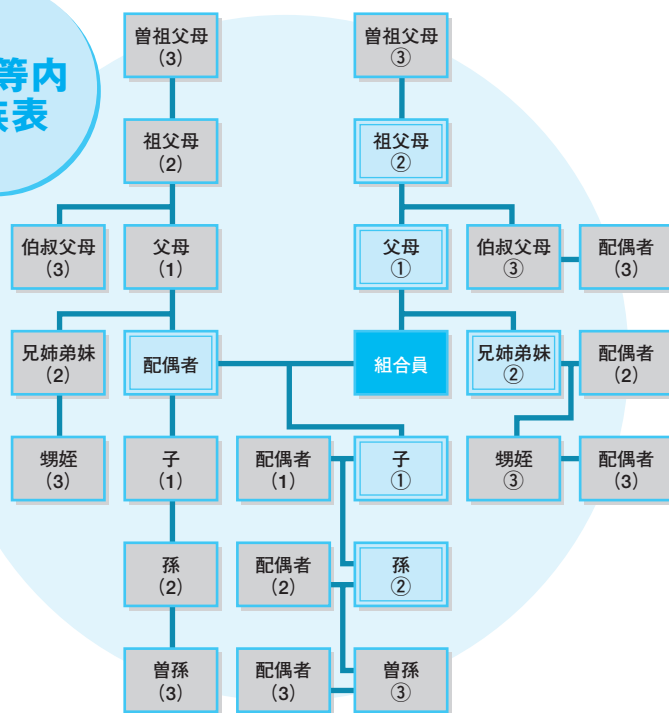 等内
族表
曽祖父母
(3)
曽祖父母
③
祖父母
(2)
祖父母
②
伯叔父母
(3)
父母
(1)
父母
①
伯叔父母
③
配偶者
(3)
兄姉弟妹
(2)
配偶者
組合員
兄姉弟妹
②
配偶者
(2)
甥姪
(3)
子
(1)
配偶者
(1)
子
①
甥姪
③
配偶者
(3)
孫
(2)
配偶者
(2)
孫
②
曽孫
(3)
配偶者
(3)
曽孫
③